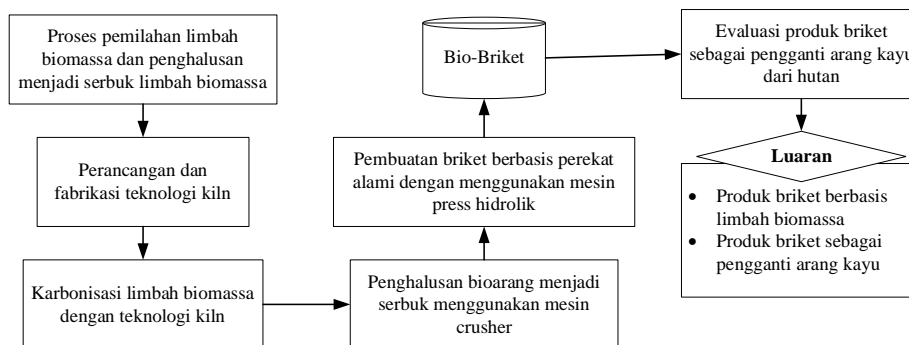 Proses pemilahan limbah
biomassa dan penghalusan
menjadi serbuk limbah biomassa
Perancangan dan
fabrikasi teknologi kiln
Karbonisasi limbah biomassa
dengan teknologi kiln
Penghalusan bioarang menjadi
serbuk menggunakan mesin
crusher
Pembuatan briket berbasis perekat
alami dengan menggunakan mesin
press hidrolik
Bio-Briket
Evaluasi produk briket
sebagai pengganti arang kayu
dari hutan
Luaran
• Produk briket berbasis
limbah biomassa
• Produk briket sebagai
pengganti arang kayu